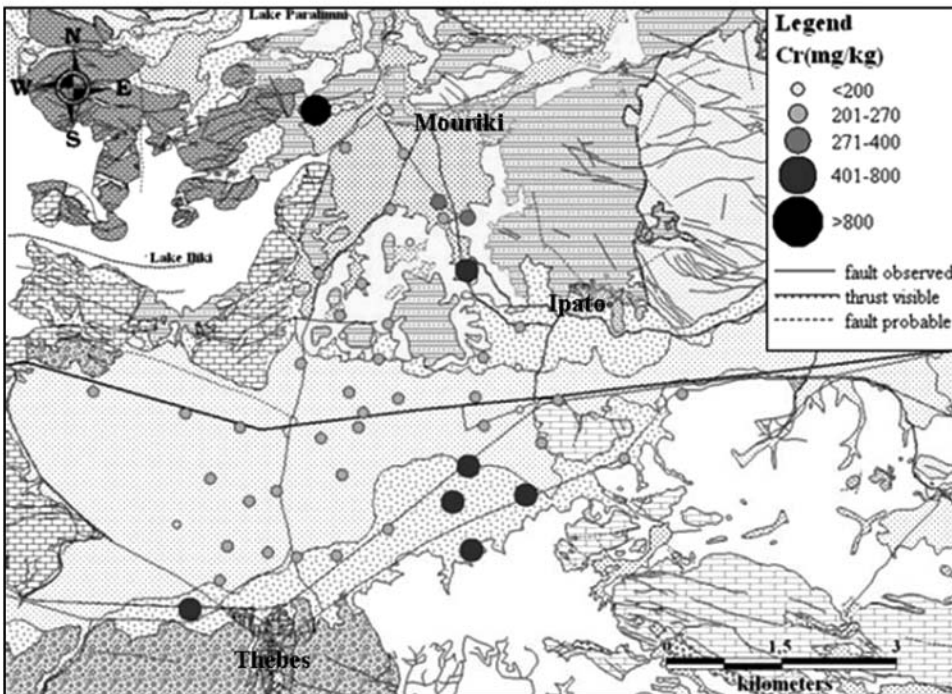 Lake Paralimni
Legend
Cr(mg/kg)
<200
201-270
271-400
401-800
>800
fault observed
thrust visible
fault probable
N
W E
S
Mouriki
Lake Iliki
Ipato
Thebes
0 1,5 3
kilometers